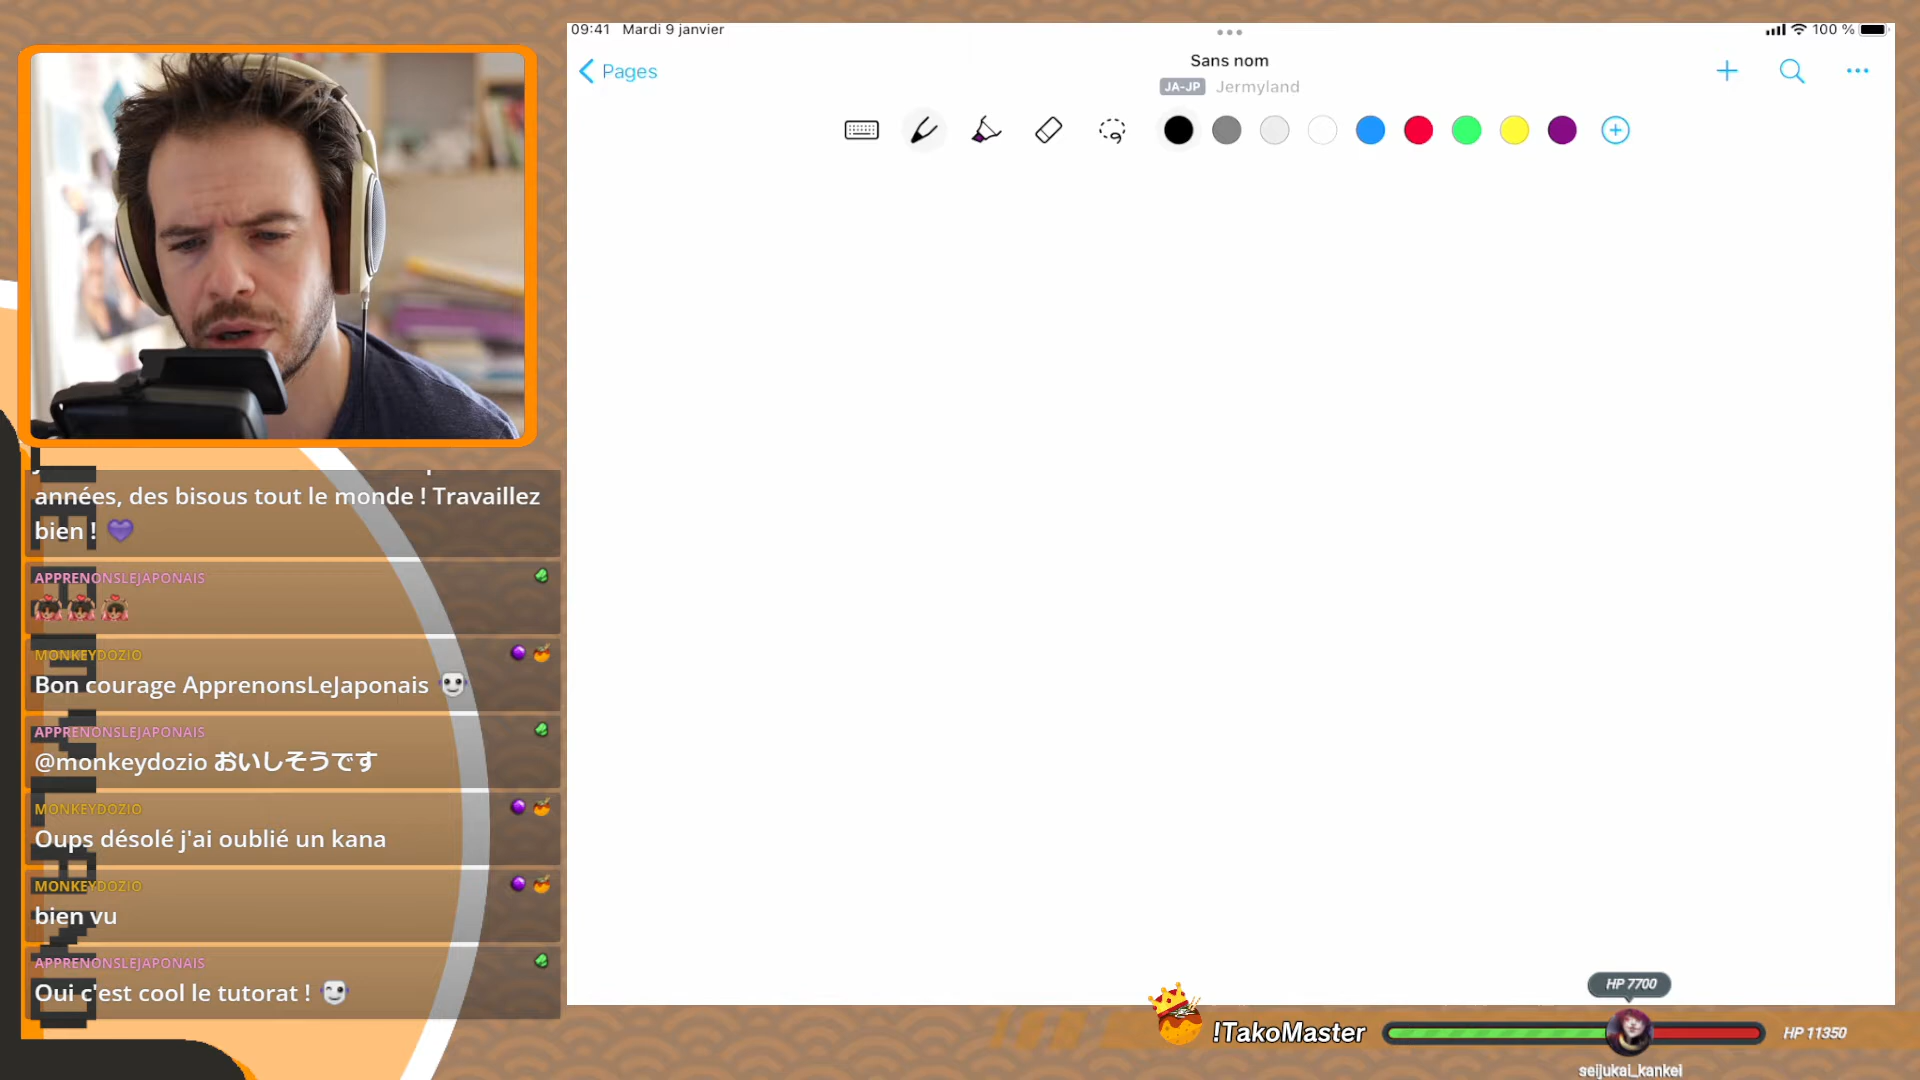 09:41 Mardi 9 janvier
100 %
Pages
Sans nom
JA-JP Jermyland
années, des bisous tout le monde ! Travaillez
bien ! 💜
APPRENONSLEJAPONAIS
MONKEYDOZIO
Bon courage ApprenonsLeJaponais
APPRENONSLEJAPONAIS
@monkeydozio おいしそうです
MONKEYDOZIO
Oups désolé j'ai oublié un kana
MONKEYDOZIO
bien vu
APPRENONSLEJAPONAIS
Oui c'est cool le tutorat !
HP 7700
!TakoMaster
HP 11350
seijukai_kankei